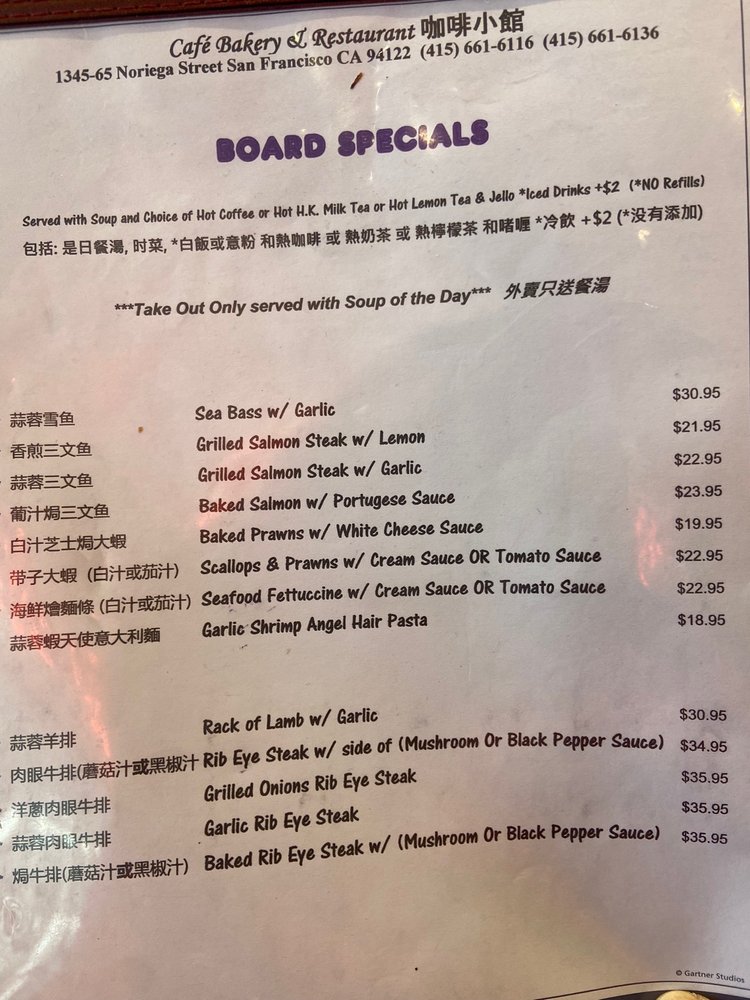 Café Bakery & Restaurant 咖啡小館
1345-65 Noriega Street San Francisco CA 94122 (415) 661-6116 (415) 661-6136
BOARD SPECIALS
Served with Soup and Choice of Hot Coffee or Hot H.K. Milk Tea or Hot Lemon Tea & Jello *Iced Drinks +$2 (*NO Refills)
包括: 是日餐湯, 时菜, *白飯或意粉 和熱咖啡 或 熱奶茶 或 熱檸檬茶 和啫喱 *冷飲 +$2 (*没有添加)
***Take Out Only served with Soup of the Day*** 外賣只送餐湯
蒜蓉雪鱼 Sea Bass w/ Garlic $30.95
香煎三文鱼 Grilled Salmon Steak w/ Lemon $21.95
蒜蓉三文鱼 Grilled Salmon Steak w/ Garlic $22.95
葡汁焗三文鱼 Baked Salmon w/ Portugese Sauce $23.95
白汁芝士焗大蝦 Baked Prawns w/ White Cheese Sauce $19.95
带子大蝦 (白汁或茄汁) Scallops & Prawns w/ Cream Sauce OR Tomato Sauce $22.95
海鮮燴麵條 (白汁或茄汁) Seafood Fettuccine w/ Cream Sauce OR Tomato Sauce $22.95
蒜蓉蝦天使意大利麵 Garlic Shrimp Angel Hair Pasta $18.95
蒜蓉羊排 Rack of Lamb w/ Garlic $30.95
肉眼牛排(蘑菇汁或黑椒汁 Rib Eye Steak w/ side of (Mushroom Or Black Pepper Sauce) $34.95
洋蔥肉眼牛排 Grilled Onions Rib Eye Steak $35.95
蒜蓉肉眼牛排 Garlic Rib Eye Steak $35.95
焗牛排(蘑菇汁或黑椒汁) Baked Rib Eye Steak w/ (Mushroom Or Black Pepper Sauce) $35.95
© Gartner Studios